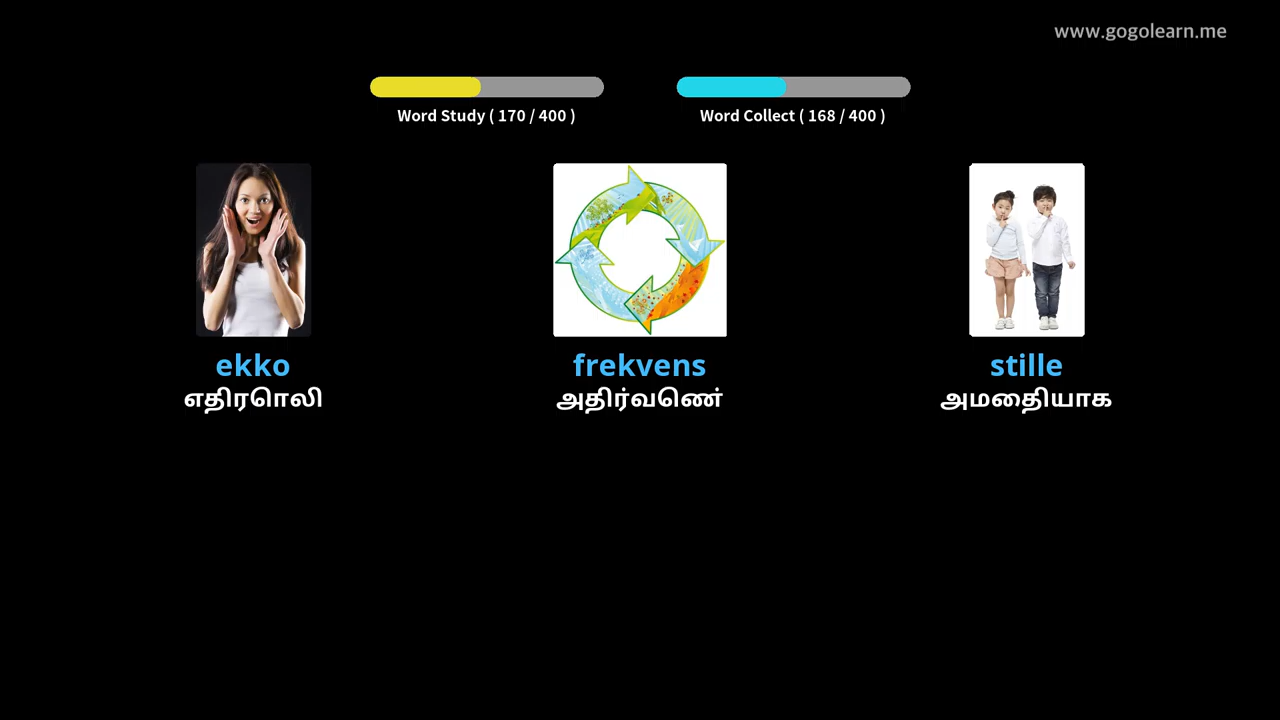 www.gogolearn.me
Word Study ( 170 / 400 )
Word Collect ( 168 / 400 )
ekko
frekvens
stille
எதிரொலி
அதிர்வெண்
அமைதியாக